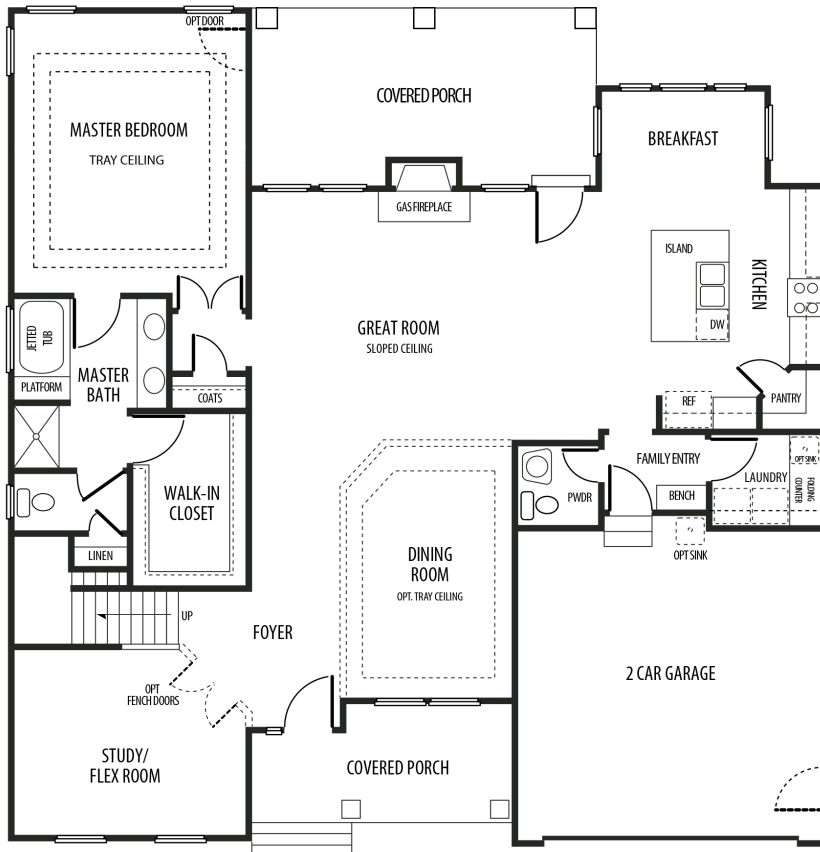 OPT DOOR
COVERED PORCH
MASTER BEDROOM
TRAY CEILING
BREAKFAST
GAS FIREPLACE
ISLAND
KITCHEN
DW
GREAT ROOM
SLOPED CEILING
JETTED
TUB
PLATFORM
MASTER
BATH
COATS
REF
PANTRY
FAMILY ENTRY
LAUNDRY
OPT SINK
FOLDING
COUNTER
BENCH
PWDR
WALK-IN
CLOSET
LINEN
DINING
ROOM
OPT. TRAY CEILING
OPT SINK
UP
FOYER
2 CAR GARAGE
OPT
FENCH DOORS
STUDY/
FLEX ROOM
COVERED PORCH